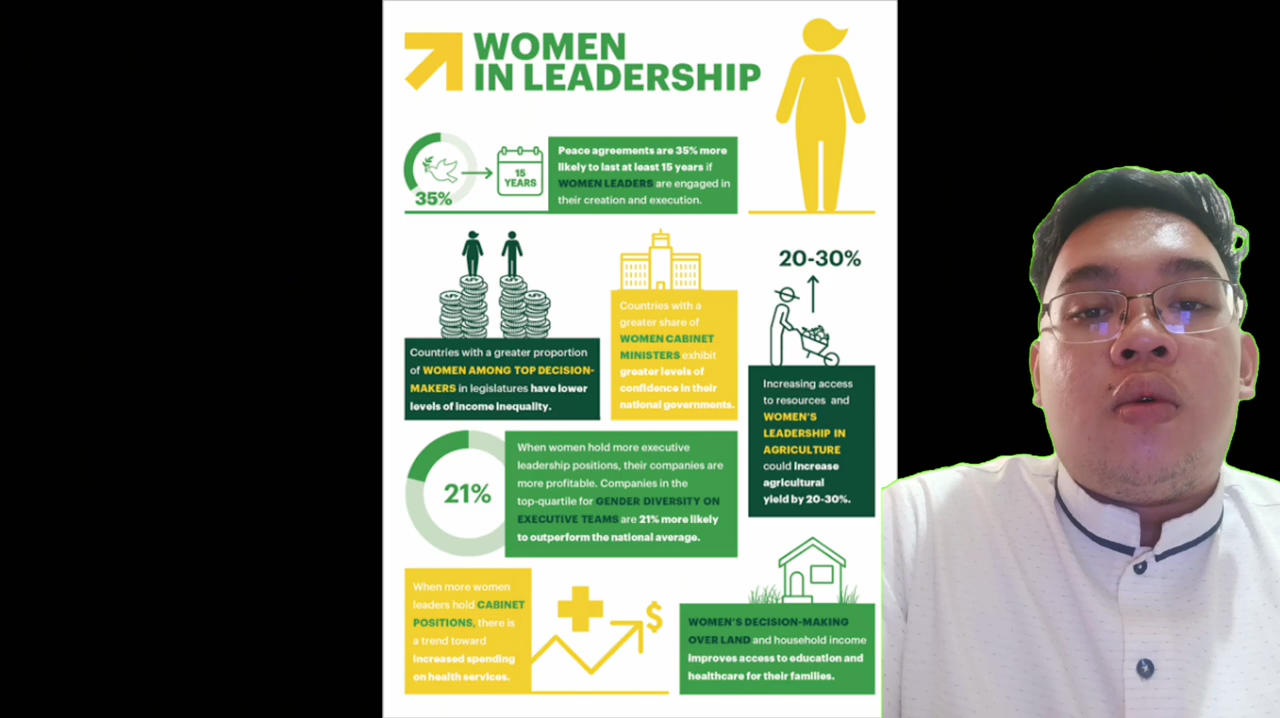 WOMEN
IN LEADERSHIP
35%
15
YEARS
Peace agreements are 35% more
likely to last at least 15 years if
WOMEN LEADERS are engaged in
their creation and execution.
Countries with a greater proportion
of WOMEN AMONG TOP DECISION-
MAKERS in legislatures have lower
levels of income inequality.
Countries with a
greater share of
WOMEN CABINET
MINISTERS exhibit
greater levels of
confidence in their
national governments.
20-30%
Increasing access
to resources and
WOMEN'S
LEADERSHIP IN
AGRICULTURE
could increase
agricultural
yield by 20-30%.
21%
When women hold more executive
leadership positions, their companies are
more profitable. Companies in the
top-quartile for GENDER DIVERSITY ON
EXECUTIVE TEAMS are 21% more likely
to outperform the national average.
When more women
leaders hold CABINET
POSITIONS, there is
a trend toward
increased spending
on health services.
$
WOMEN'S DECISION-MAKING
OVER LAND and household income
improves access to education and
healthcare for their families.